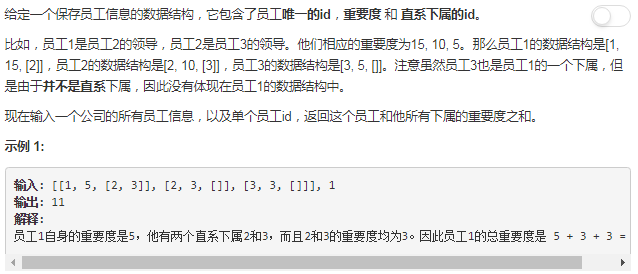 给定一个保存员工信息的数据结构，它包含了员工唯一的id，重要度 和 直系下属的id。
比如，员工1是员工2的领导，员工2是员工3的领导。他们相应的重要度为15, 10, 5。那么员工1的数据结构是[1,
15, [2]]，员工2的数据结构是[2, 10, [3]]，员工3的数据结构是[3, 5, []]。注意虽然员工3也是员工1的一个下属，但
是由于并不是直系下属，因此没有体现在员工1的数据结构中。
现在输入一个公司的所有员工信息，以及单个员工id，返回这个员工和他所有下属的重要度之和。
示例 1:
输入: [[1, 5, [2, 3]], [2, 3, []], [3, 3, []]], 1
输出: 11
解释:
员工1自身的重要度是5，他有两个直系下属2和3，而且2和3的重要度均为3。因此员工1的总重要度是 5 + 3 + 3 =